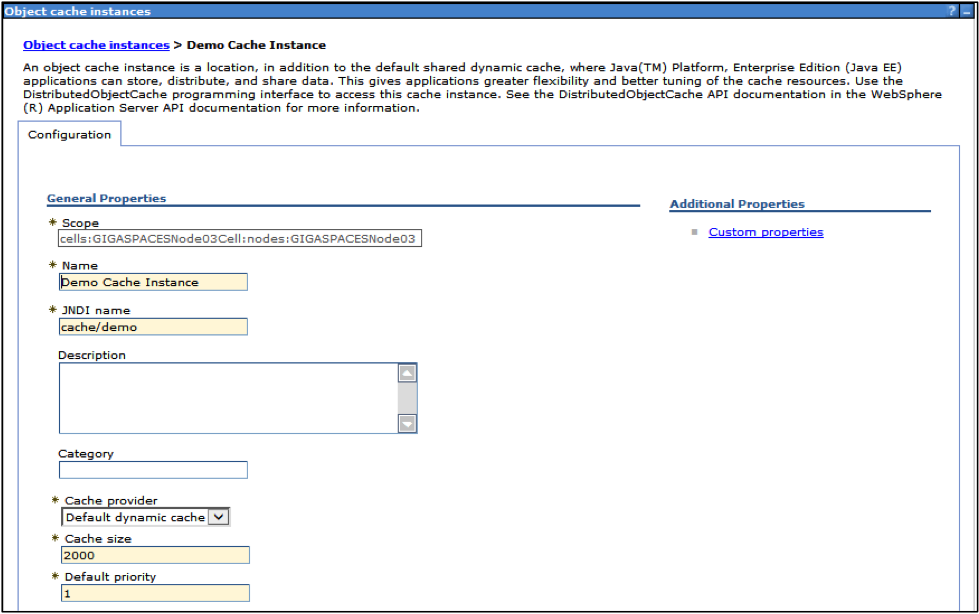 Object cache instances
? _
Object cache instances > Demo Cache Instance
An object cache instance is a location, in addition to the default shared dynamic cache, where Java(TM) Platform, Enterprise Edition (Java EE)
applications can store, distribute, and share data. This gives applications greater flexibility and better tuning of the cache resources. Use the
DistributedObjectCache programming interface to access this cache instance. See the DistributedObjectCache API documentation in the WebSphere
(R) Application Server API documentation for more information.
Configuration
General Properties
* Scope
cells:GIGASPACESNode03Cell:nodes:GIGASPACESNode03
* Name
Demo Cache Instance
* JNDI name
cache/demo
Description
Category
* Cache provider
Default dynamic cache
* Cache size
2000
* Default priority
1
Additional Properties
Custom properties